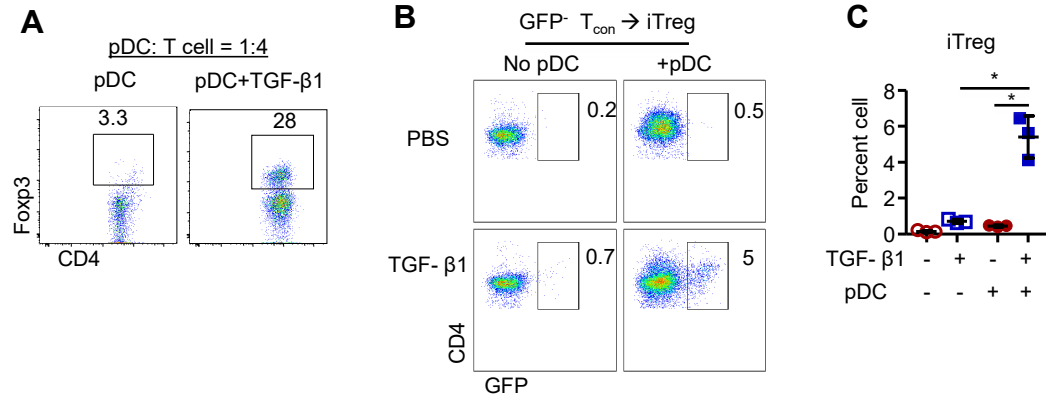 A
pDC: T cell = 1:4
pDC pDC+TGF-β1
3.3 28
Foxp3
CD4
B
GFP⁻ Tcon → iTreg
No pDC +pDC
PBS 0.2 0.5
TGF- β1 0.7 5
CD4
GFP
C
iTreg
*
*
8
6
4
2
0
Percent cell
TGF- β1 - + - +
pDC - - + +